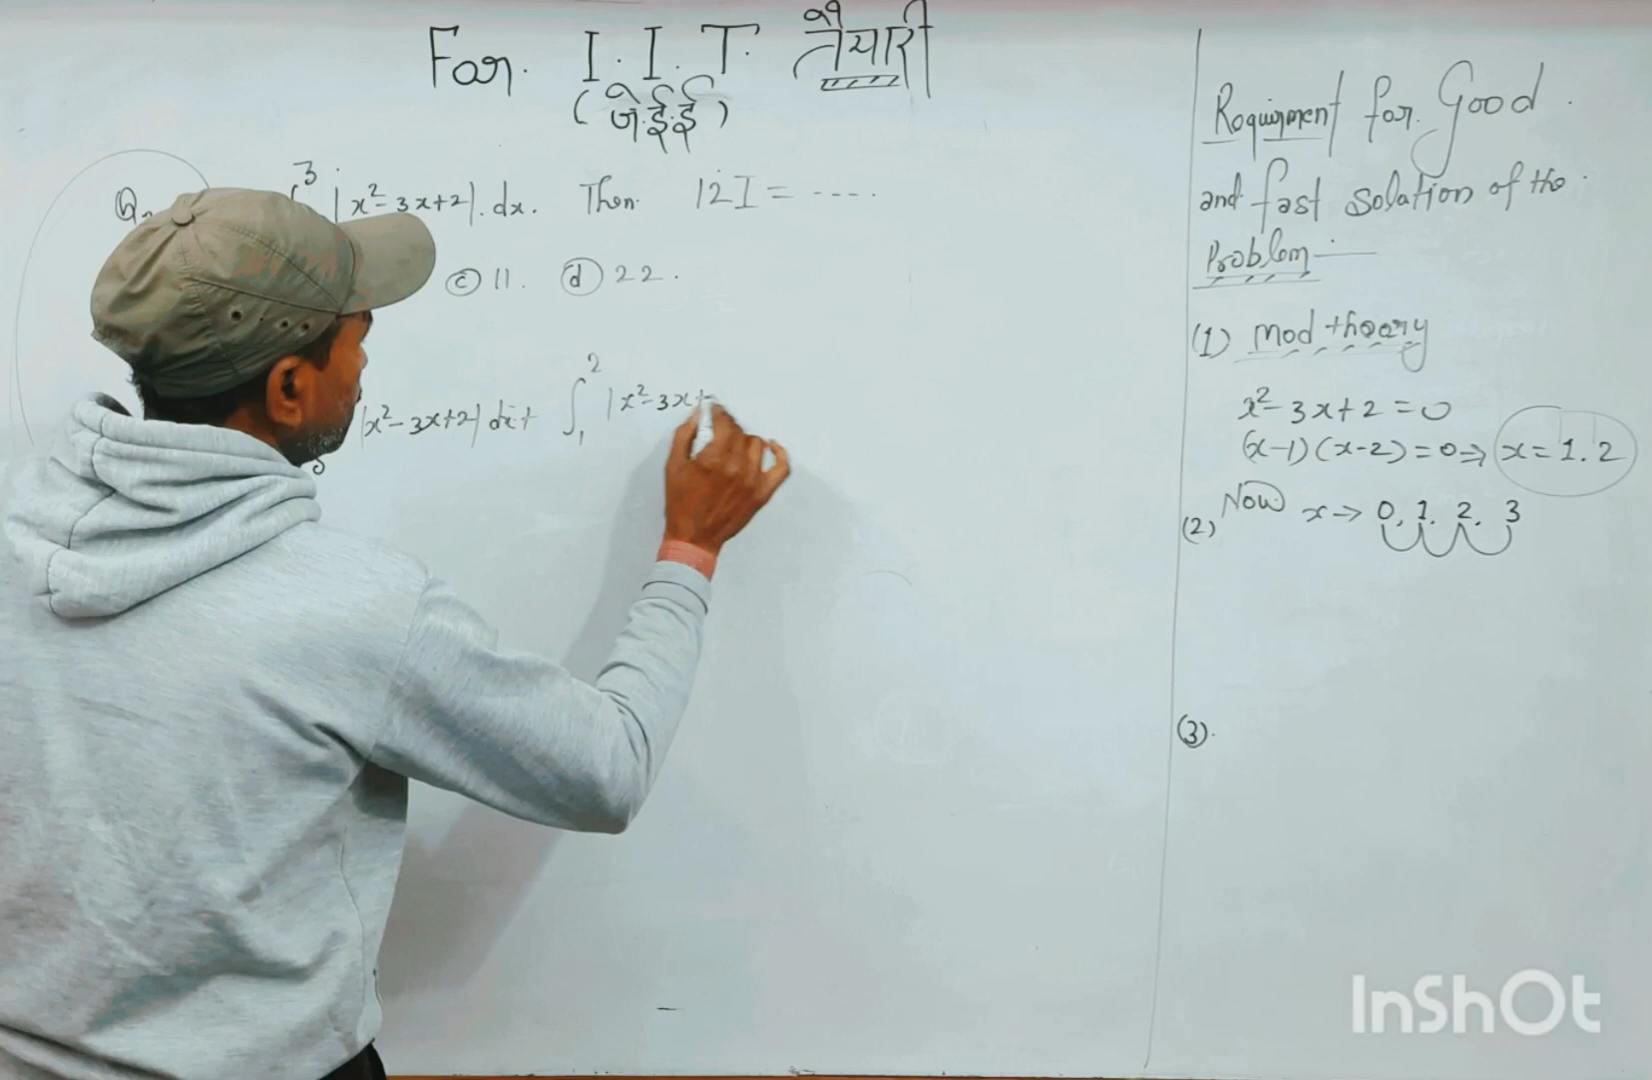 For. I. I. T. तैयारी
(जे.ई.ई)
Q. 3 |x²-3x+2|. dx. Then 12I = ----.
ⓒ 11. ⓓ 22.
|x²-3x+2| dx + ∫₁² |x²-3x+
Requirment for Good
and fast Solation of the
Problem:-
(1) Mod theory
x²-3x+2=0
(x-1)(x-2)=0⇒ x=1.2
(2) Now x→ 0, 1. 2. 3
(3).
InShOt